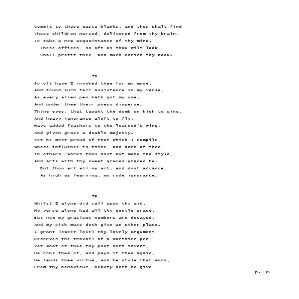 Commit to these waste blanks, and thou shalt find
Those children nursed, delivered from thy brain,
To take a new acquaintance of thy mind.
These offices, so oft as thou wilt look,
Shall profit thee, and much enrich thy book.
78
So oft have I invoked thee for my muse,
And found such fair assistance in my verse,
As every alien pen hath got my use,
And under thee their poesy disperse.
Thine eyes, that taught the dumb on high to sing,
And heavy ignorance aloft to fly,
Have added feathers to the learned's wing,
And given grace a double majesty.
Yet be most proud of that which I compile,
Whose influence is thine, and born of thee,
In others' works thou dost but mend the style,
And arts with thy sweet graces graced be.
But thou art all my art, and dost advance
As high as learning, my rude ignorance.
79
Whilst I alone did call upon thy aid,
My verse alone had all thy gentle grace,
But now my gracious numbers are decayed,
And my sick muse doth give an other place.
I grant (sweet love) thy lovely argument
Deserves the travail of a worthier pen,
Yet what of thee thy poet doth invent,
He robs thee of, and pays it thee again,
He lends thee virtue, and he stole that word,
From thy behaviour, beauty doth he give